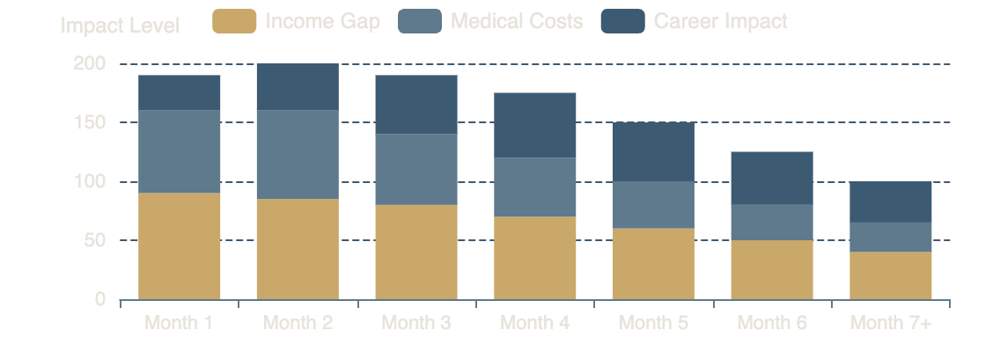 Impact Level Income Gap Medical Costs Career Impact
200
150
100
50
0
Month 1 Month 2 Month 3 Month 4 Month 5 Month 6 Month 7+